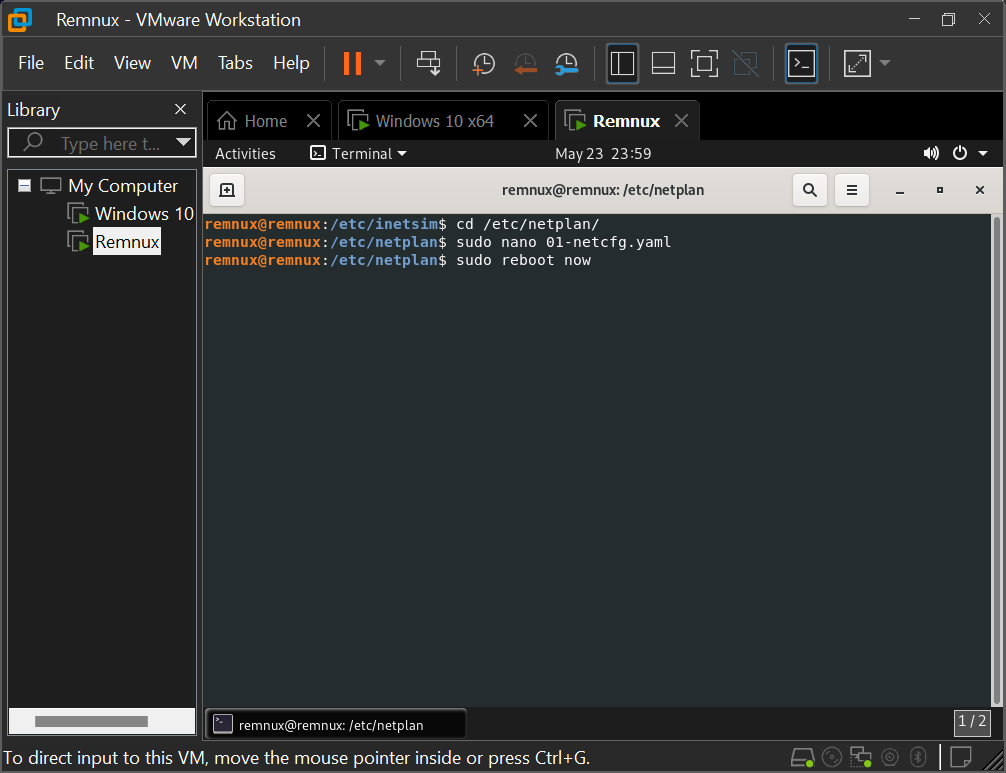 Remnux - VMware Workstation
File Edit View VM Tabs Help
Library
Type here t...
My Computer
Windows 10
Remnux
Home
Windows 10 x64
Remnux
Activities
Terminal
May 23 23:59
remnux@remnux: /etc/netplan
remnux@remnux:/etc/inetsim$ cd /etc/netplan/
remnux@remnux:/etc/netplan$ sudo nano 01-netcfg.yaml
remnux@remnux:/etc/netplan$ sudo reboot now
remnux@remnux: /etc/netplan
1 / 2
To direct input to this VM, move the mouse pointer inside or press Ctrl+G.